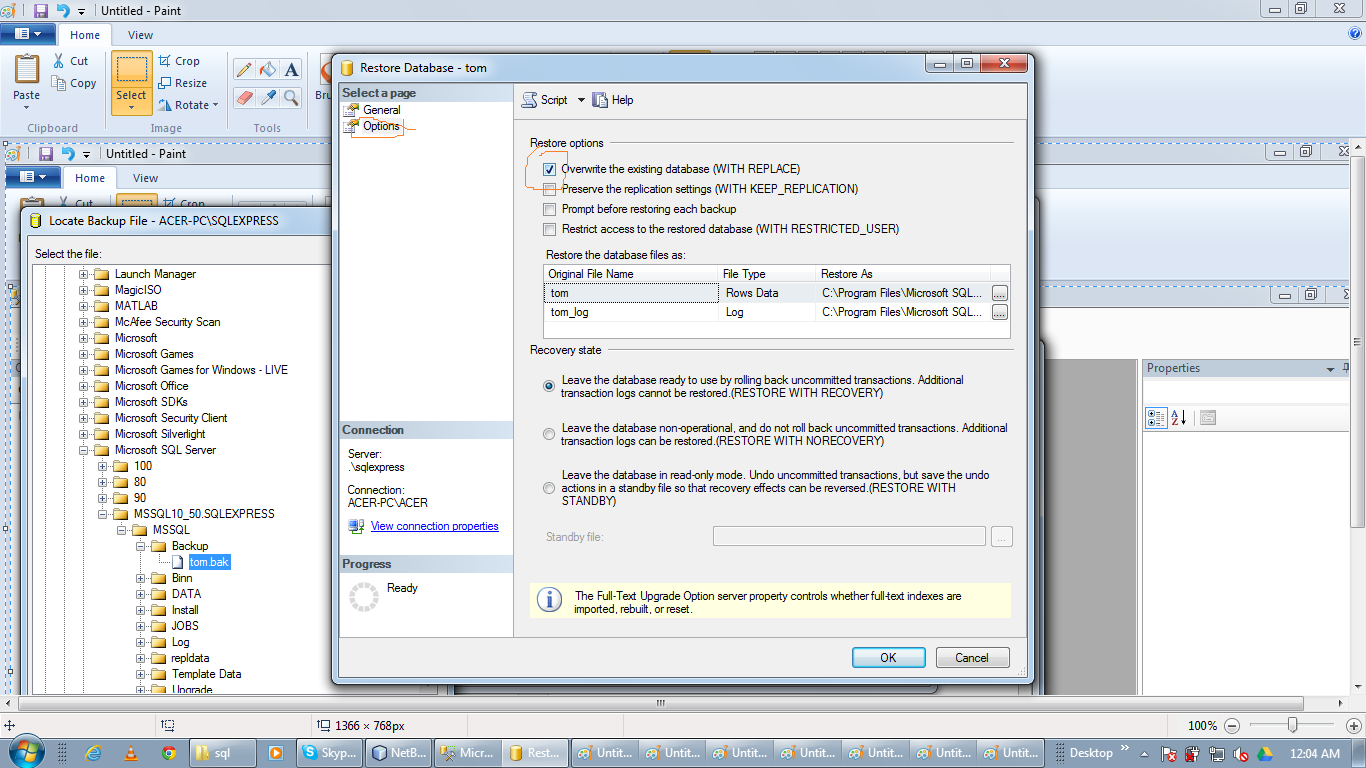 Untitled - Paint
Home
View
Paste
Cut
Copy
Clipboard
Select
Crop
Resize
Rotate
Image
A
Tools
Untitled - Paint
Home
View
Cut
Crop
Locate Backup File - ACER-PC\SQLEXPRESS
Select the file:
Launch Manager
MagicISO
MATLAB
McAfee Security Scan
Microsoft
Microsoft Games
Microsoft Games for Windows - LIVE
Microsoft Office
Microsoft SDKs
Microsoft Security Client
Microsoft Silverlight
Microsoft SQL Server
100
80
90
MSSQL10_50.SQLEXPRESS
MSSQL
Backup
tom.bak
Binn
DATA
Install
JOBS
Log
repldata
Template Data
Upgrade
Restore Database - tom
Select a page
General
Options
Connection
Server:
.\sqlexpress
Connection:
ACER-PC\ACER
View connection properties
Progress
Ready
Script
Help
Restore options
Overwrite the existing database (WITH REPLACE)
Preserve the replication settings (WITH KEEP_REPLICATION)
Prompt before restoring each backup
Restrict access to the restored database (WITH RESTRICTED_USER)
Restore the database files as:
Original File Name File Type Restore As
tom Rows Data C:\Program Files\Microsoft SQL... ...
tom_log Log C:\Program Files\Microsoft SQL... ...
Recovery state
Leave the database ready to use by rolling back uncommitted transactions. Additional
transaction logs cannot be restored.(RESTORE WITH RECOVERY)
Leave the database non-operational, and do not roll back uncommitted transactions. Additional
transaction logs can be restored.(RESTORE WITH NORECOVERY)
Leave the database in read-only mode. Undo uncommitted transactions, but save the undo
actions in a standby file so that recovery effects can be reversed.(RESTORE WITH
STANDBY)
Standby file:
...
The Full-Text Upgrade Option server property controls whether full-text indexes are
imported, rebuilt, or reset.
OK
Cancel
Properties
1366 × 768px
100%
sql
Skyp...
NetB...
Micr...
Rest...
Untit...
Untit...
Untit...
Untit...
Untit...
Untit...
Untit...
Desktop
12:04 AM